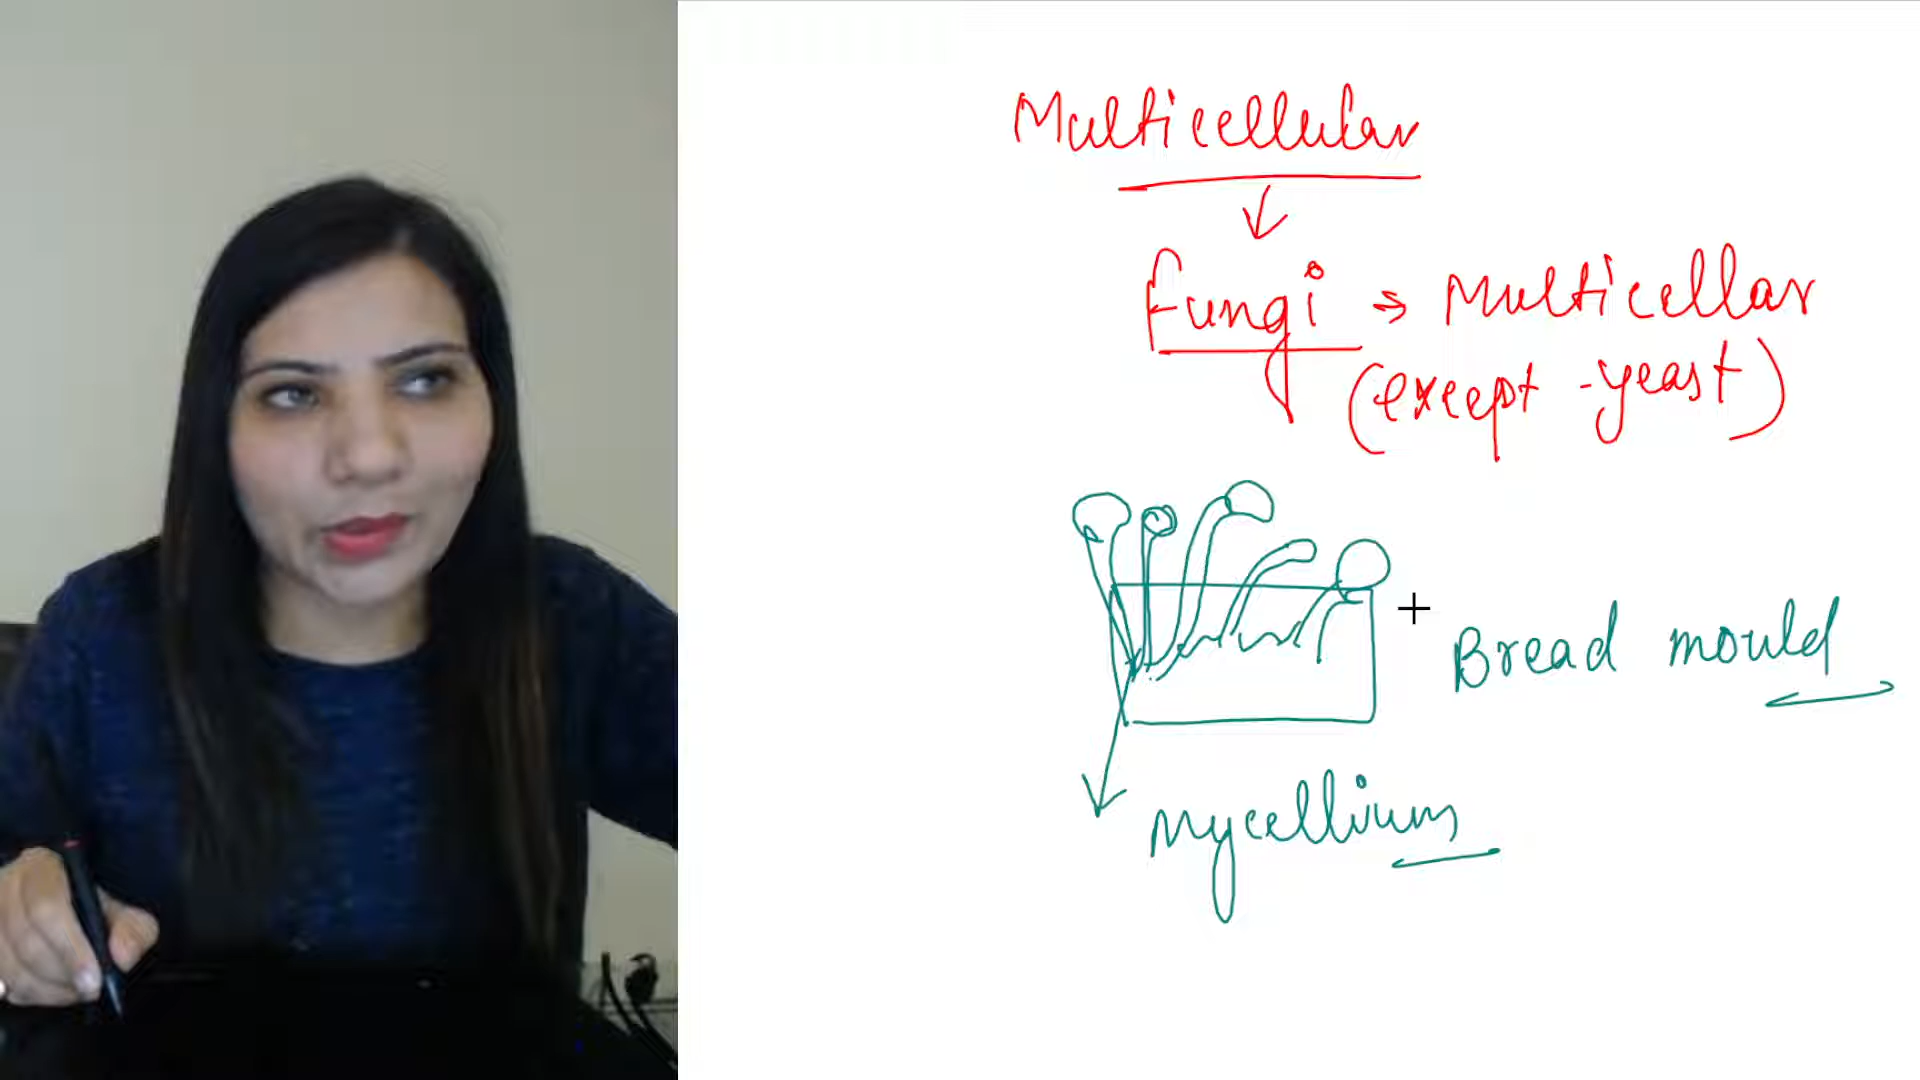 Multicellular
Fungi → Multicellar
(except -yeast)
Bread mould
Mycellium